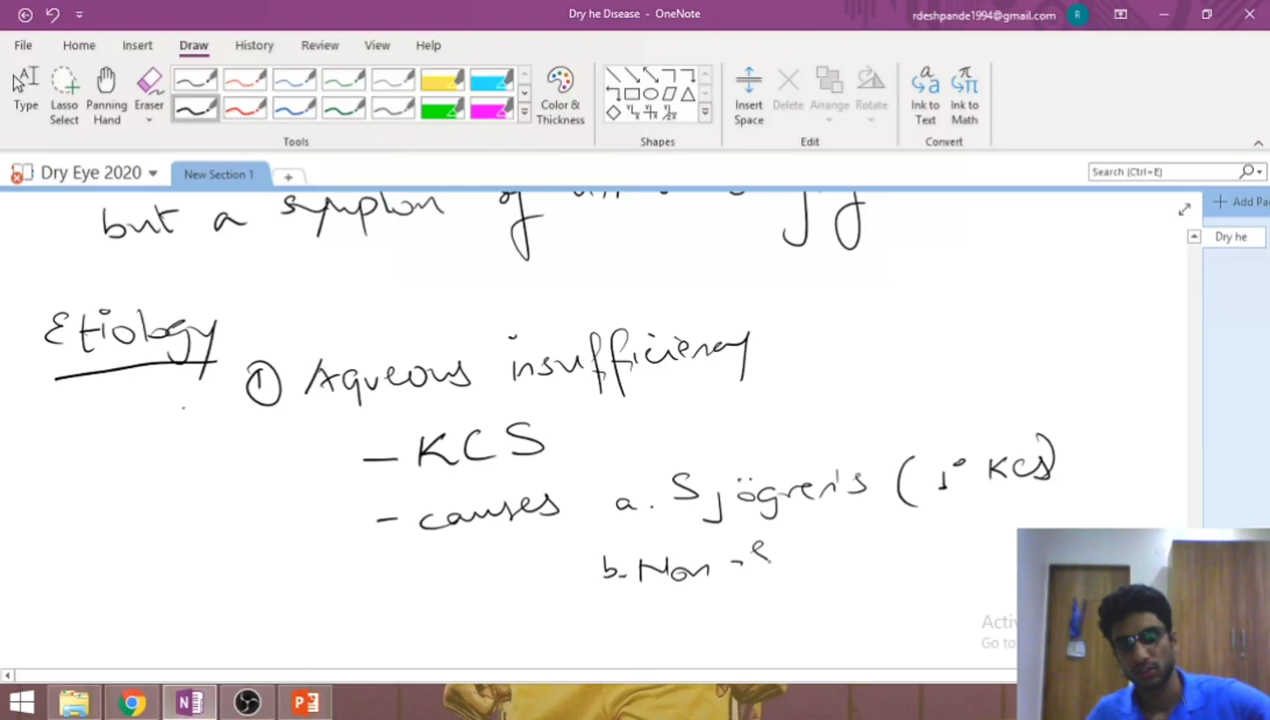 Dry he Disease - OneNote
rdeshpande1994@gmail.com
R
File Home Insert Draw History Review View Help
Type
Lasso Select
Panning Hand
Eraser
Color & Thickness
Insert Space
Delete
Arrange
Rotate
Ink to Text
Ink to Math
Tools
Shapes
Edit
Convert
Dry Eye 2020
New Section 1
Search (Ctrl+E)
Add Pa
Dry he
but a symptom of
Etiology
① Aqueous insufficiency
- KCS
- causes a. Sjögren's (1° KCS)
b. Non - S
Activ
Go to